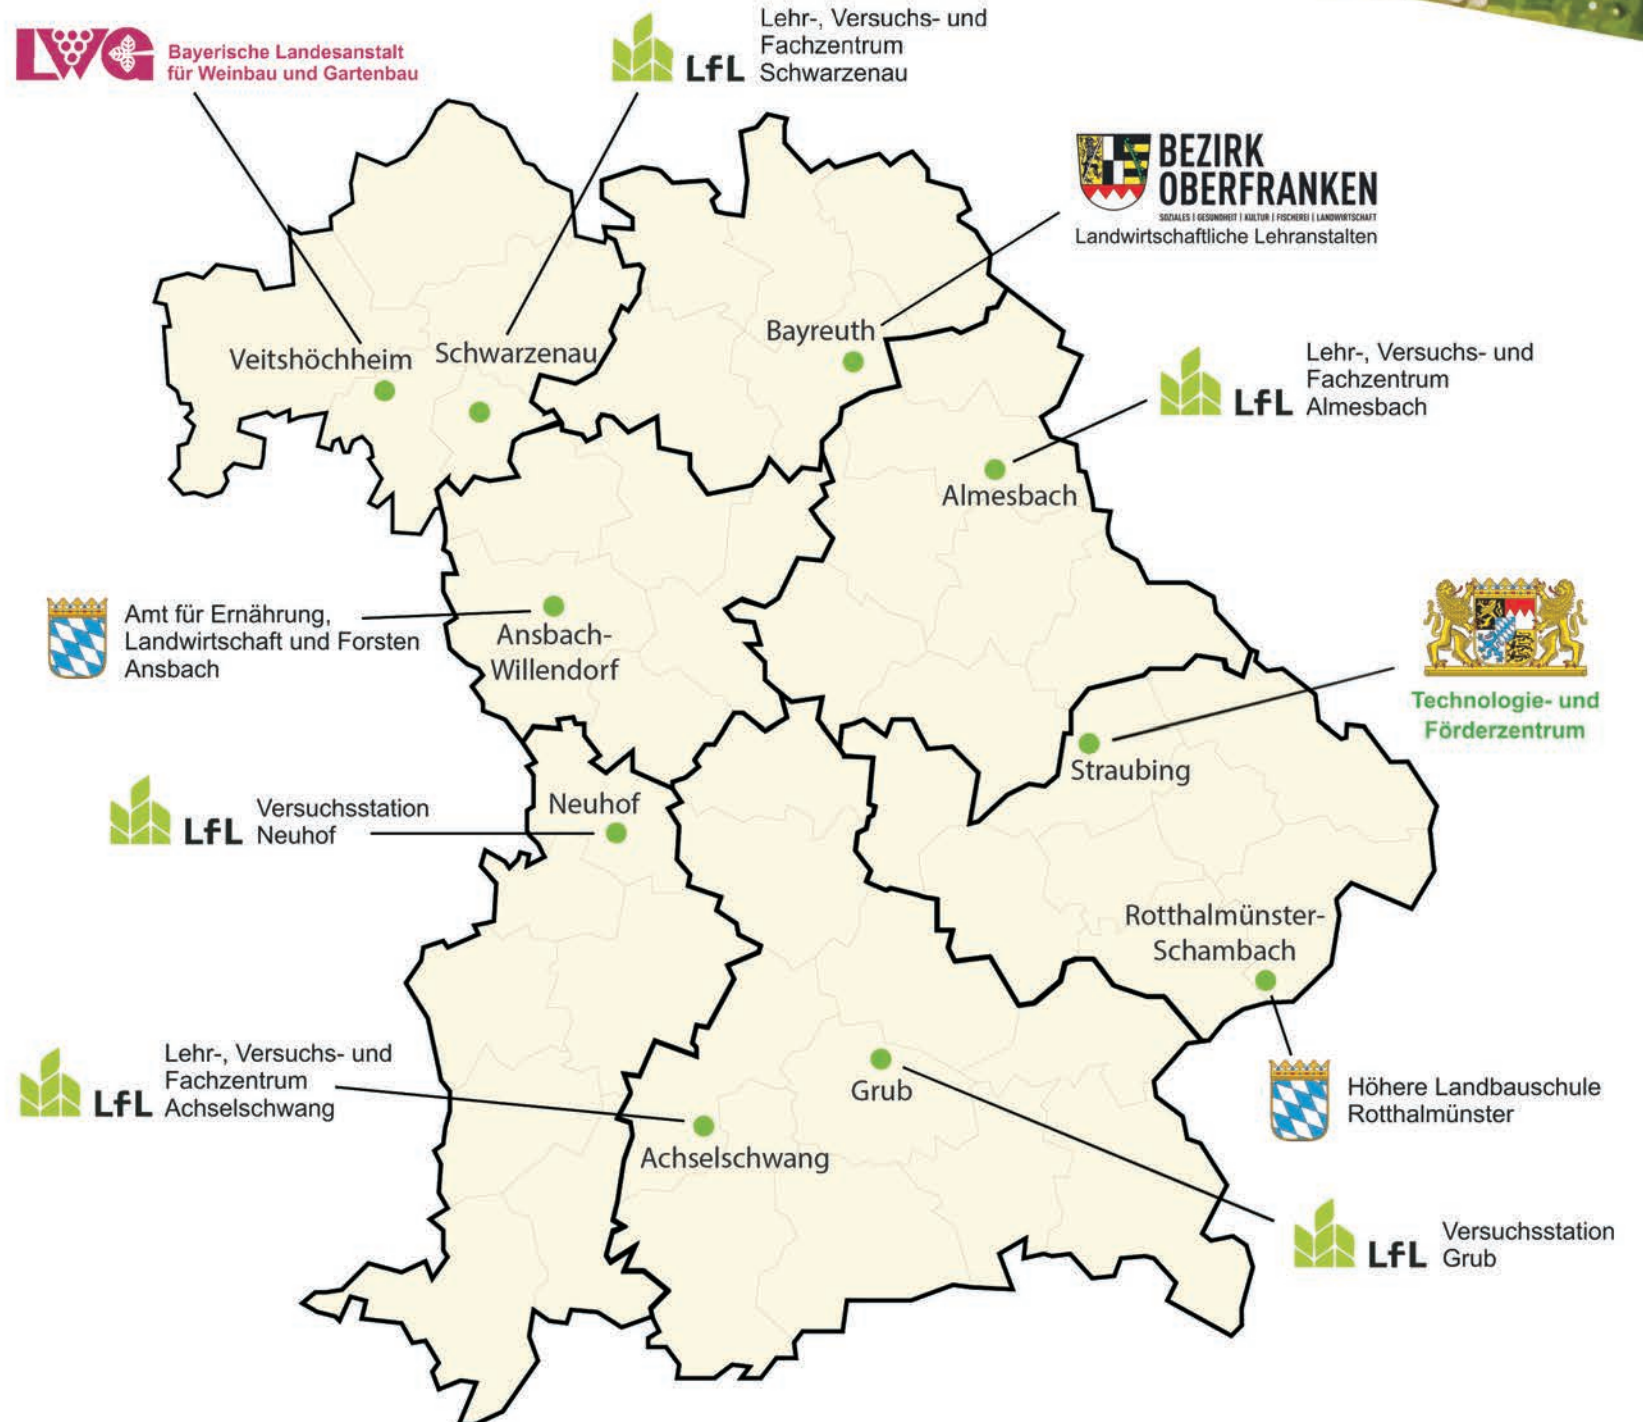 LWG
Bayerische Landesanstalt
für Weinbau und Gartenbau
LfL
Lehr-, Versuchs- und
Fachzentrum
Schwarzenau
BEZIRK
OBERFRANKEN
SOZIALES | GESUNDHEIT | KULTUR | FISCHEREI | LANDWIRTSCHAFT
Landwirtschaftliche Lehranstalten
Bayreuth
Veitshöchheim
Schwarzenau
LfL
Lehr-, Versuchs- und
Fachzentrum
Almesbach
Almesbach
Amt für Ernährung,
Landwirtschaft und Forsten
Ansbach
Ansbach-
Willendorf
Technologie- und
Förderzentrum
Straubing
LfL
Versuchsstation
Neuhof
Neuhof
Rotthalmünster-
Schambach
LfL
Lehr-, Versuchs- und
Fachzentrum
Achselschwang
Grub
Höhere Landbauschule
Rotthalmünster
Achselschwang
LfL
Versuchsstation
Grub